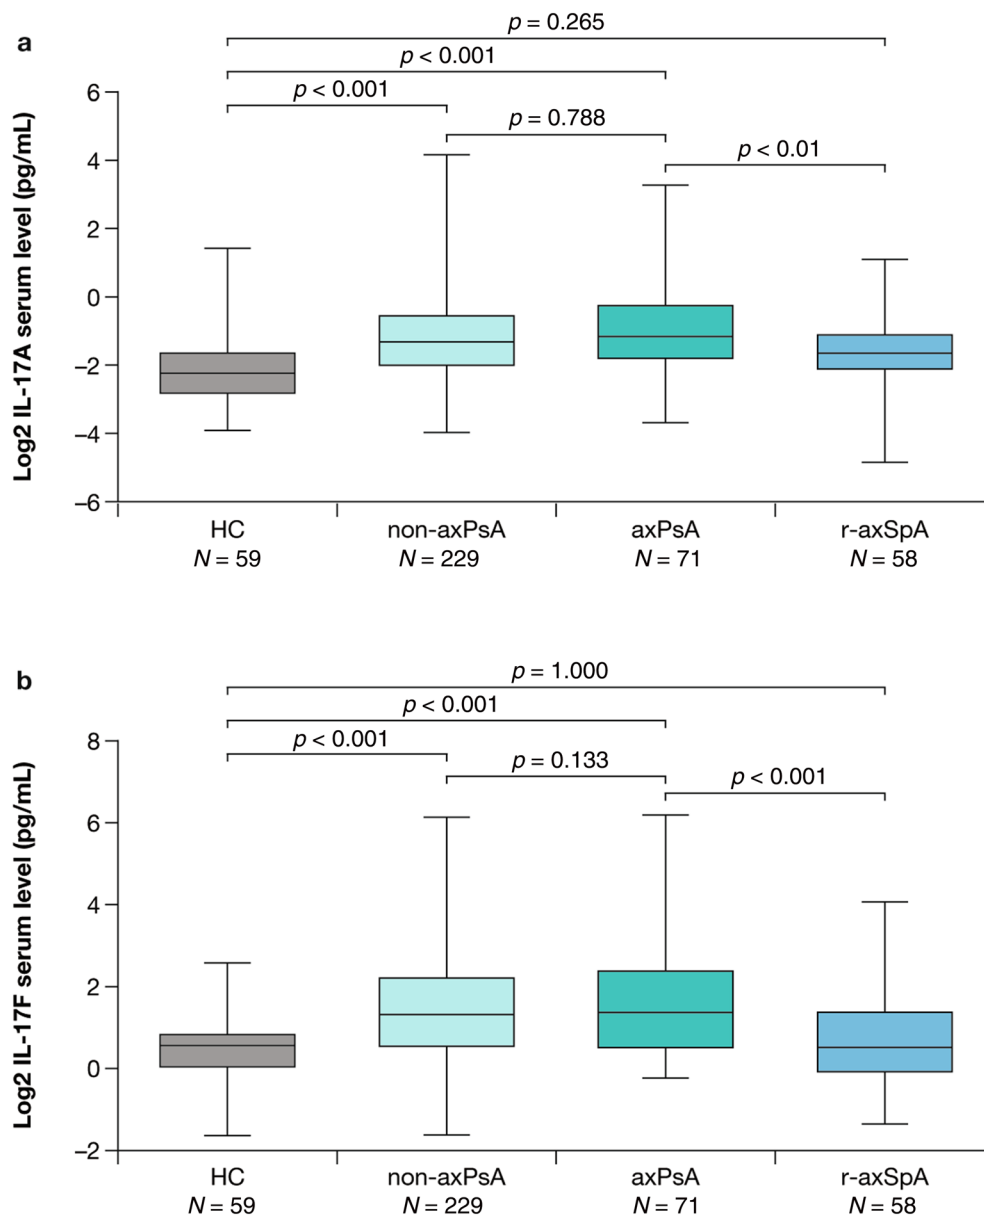 a
p = 0.265
p < 0.001
p < 0.001
p = 0.788
p < 0.01
Log2 IL-17A serum level (pg/mL)
6
4
2
0
–2
–4
–6
HC non-axPsA axPsA r-axSpA
N = 59 N = 229 N = 71 N = 58
b
p = 1.000
p < 0.001
p < 0.001
p = 0.133
p < 0.001
Log2 IL-17F serum level (pg/mL)
8
6
4
2
0
–2
HC non-axPsA axPsA r-axSpA
N = 59 N = 229 N = 71 N = 58